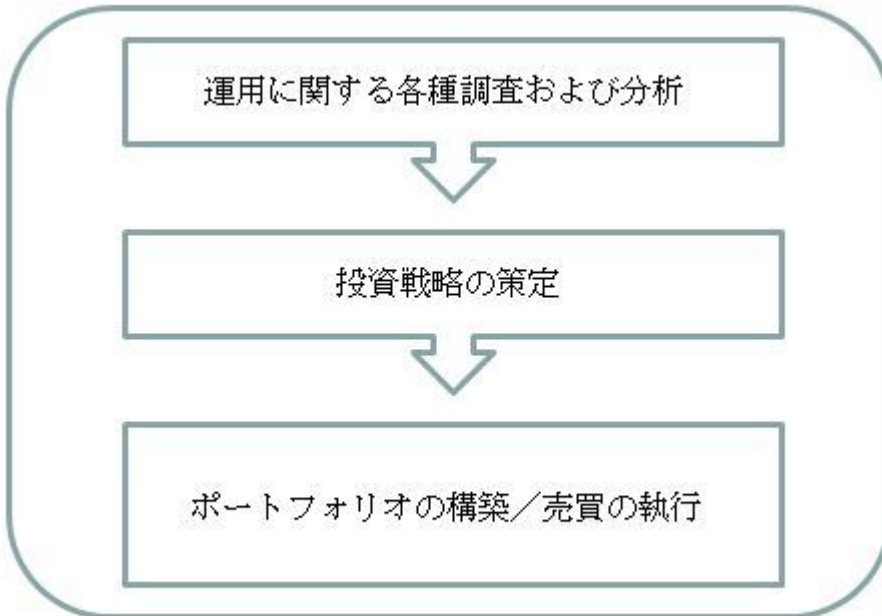 運用に関する各種調査および分析
投資戦略の策定
ポートフォリオの構築／売買の執行